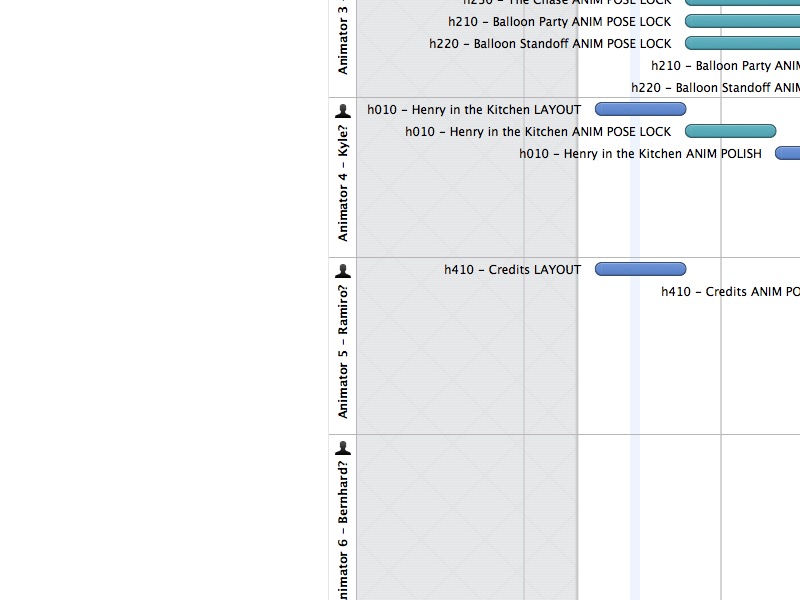 Animator 3 -
h230 – The Chase ANIM POSE LOCK
h210 – Balloon Party ANIM POSE LOCK
h220 – Balloon Standoff ANIM POSE LOCK
h210 – Balloon Party ANIM
h220 – Balloon Standoff ANIM
Animator 4 – Kyle?
h010 – Henry in the Kitchen LAYOUT
h010 – Henry in the Kitchen ANIM POSE LOCK
h010 – Henry in the Kitchen ANIM POLISH
Animator 5 – Ramiro?
h410 – Credits LAYOUT
h410 – Credits ANIM PO
nimator 6 – Bernhard?